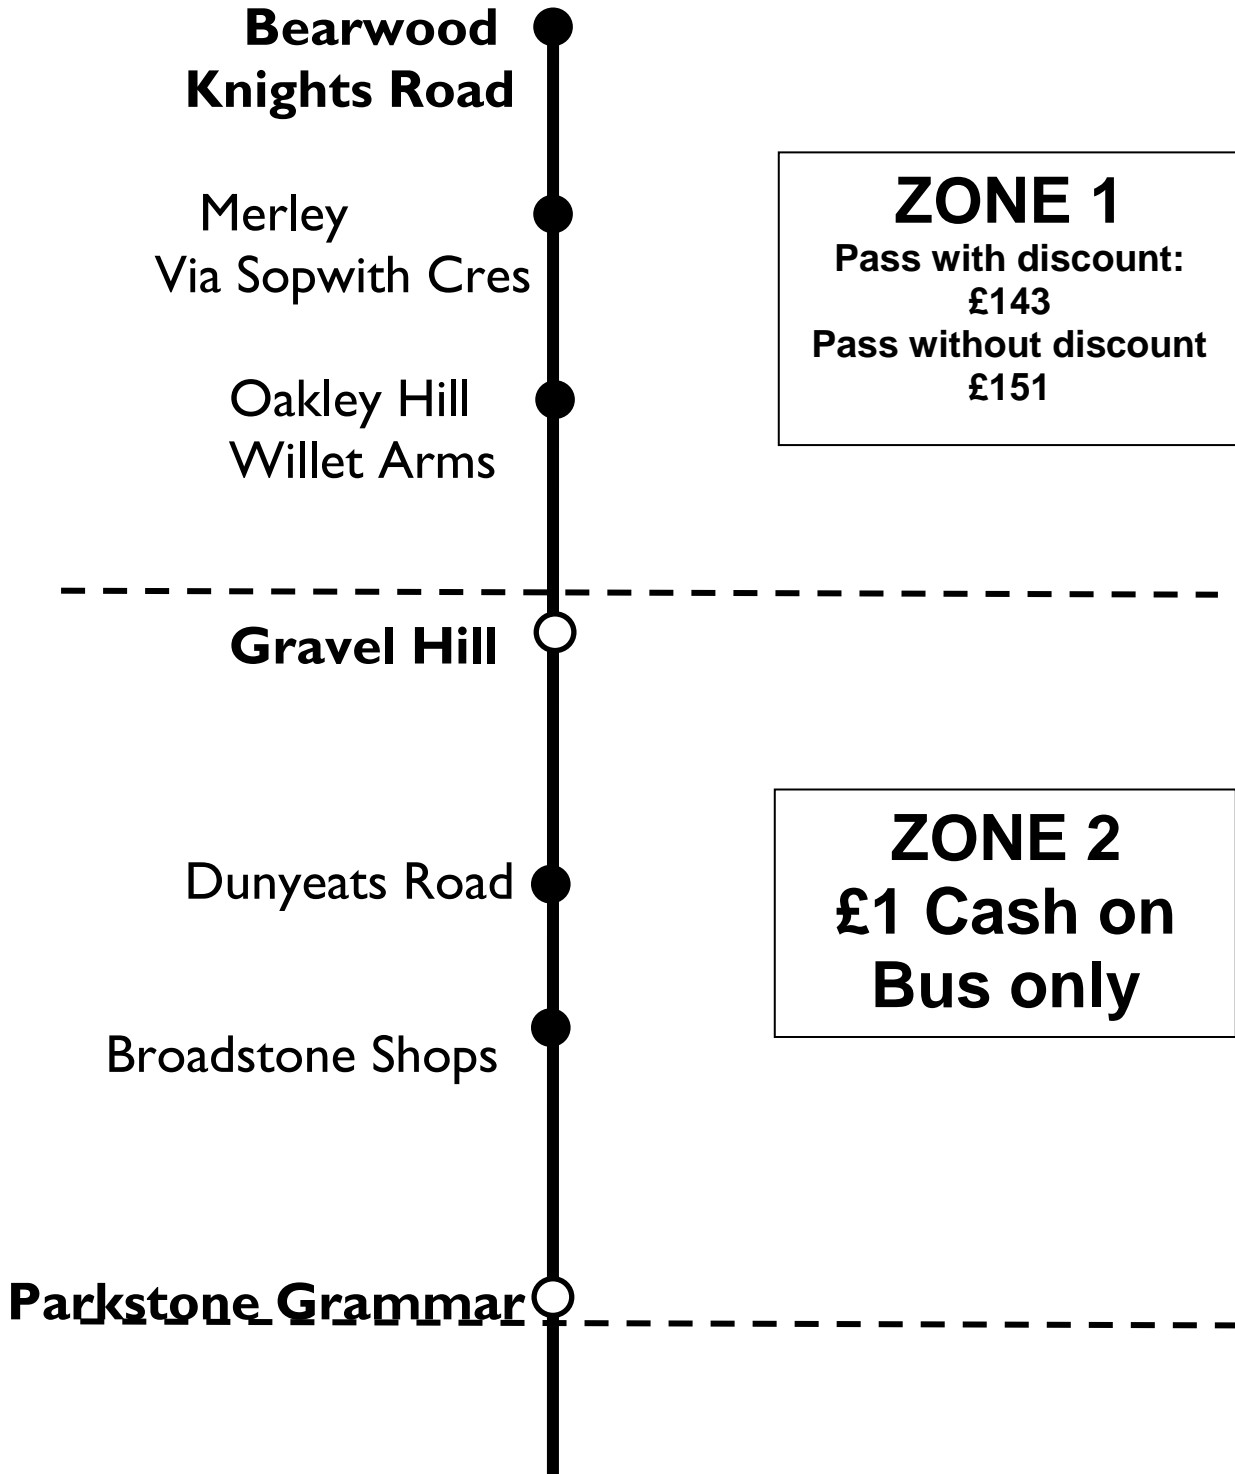 Bearwood
Knights Road
Merley
Via Sopwith Cres
Oakley Hill
Willet Arms
ZONE 1
Pass with discount:
£143
Pass without discount
£151
Gravel Hill
Dunyeats Road
Broadstone Shops
ZONE 2
£1 Cash on
Bus only
Parkstone Grammar